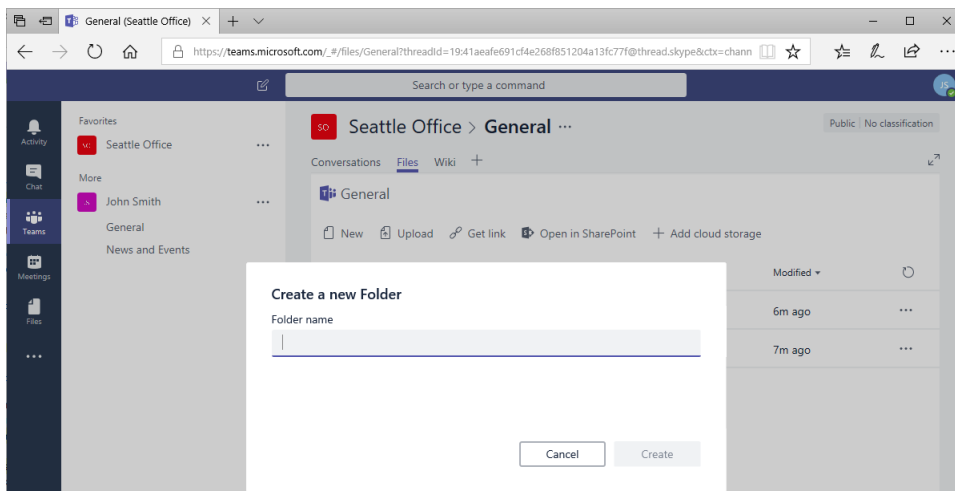 General (Seattle Office)
https://teams.microsoft.com/_#/files/General?threadId=19:41aeafe691cf4e268f851204a13fc77f@thread.skype&ctx=chann
Search or type a command
JS
Activity
Chat
Teams
Meetings
Files
Favorites
SO Seattle Office
More
S John Smith
General
News and Events
SO Seattle Office > General
Public No classification
Conversations Files Wiki
General
New Upload Get link Open in SharePoint Add cloud storage
Modified
6m ago
7m ago
Create a new Folder
Folder name
Cancel Create